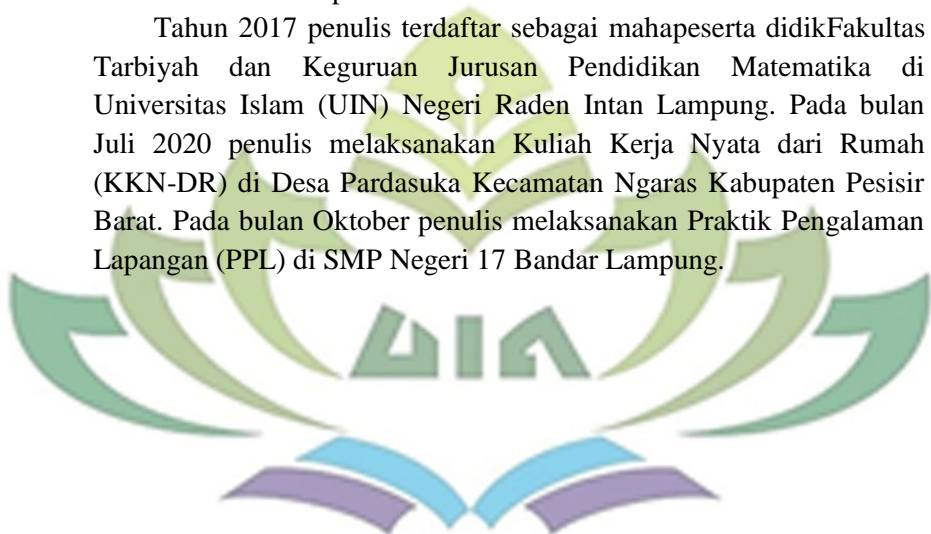 Tahun 2017 penulis terdaftar sebagai mahapeserta didikFakultas
Tarbiyah dan Keguruan Jurusan Pendidikan Matematika di
Universitas Islam (UIN) Negeri Raden Intan Lampung. Pada bulan
Juli 2020 penulis melaksanakan Kuliah Kerja Nyata dari Rumah
(KKN-DR) di Desa Pardasuka Kecamatan Ngaras Kabupaten Pesisir
Barat. Pada bulan Oktober penulis melaksanakan Praktik Pengalaman
Lapangan (PPL) di SMP Negeri 17 Bandar Lampung.
UIN